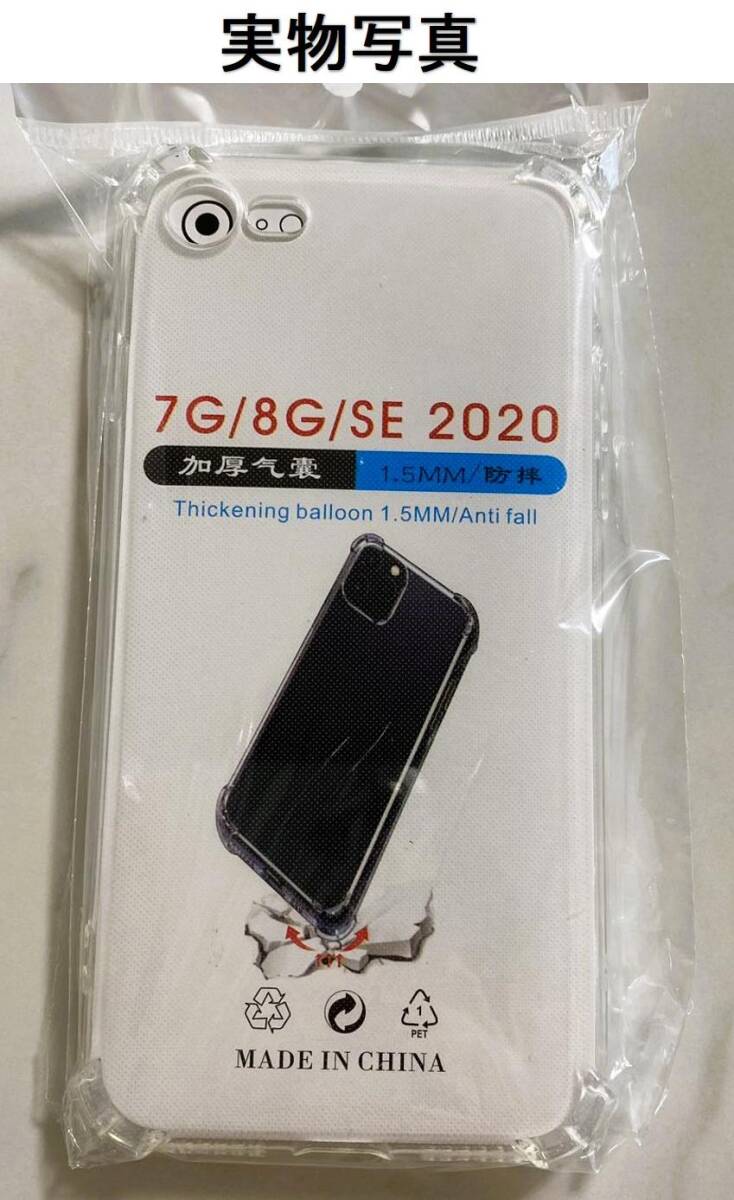 実物写真
7G/8G/SE 2020
加厚气囊 1.5MM/防摔
Thickening balloon 1.5MM/Anti fall
1
PET
MADE IN CHINA